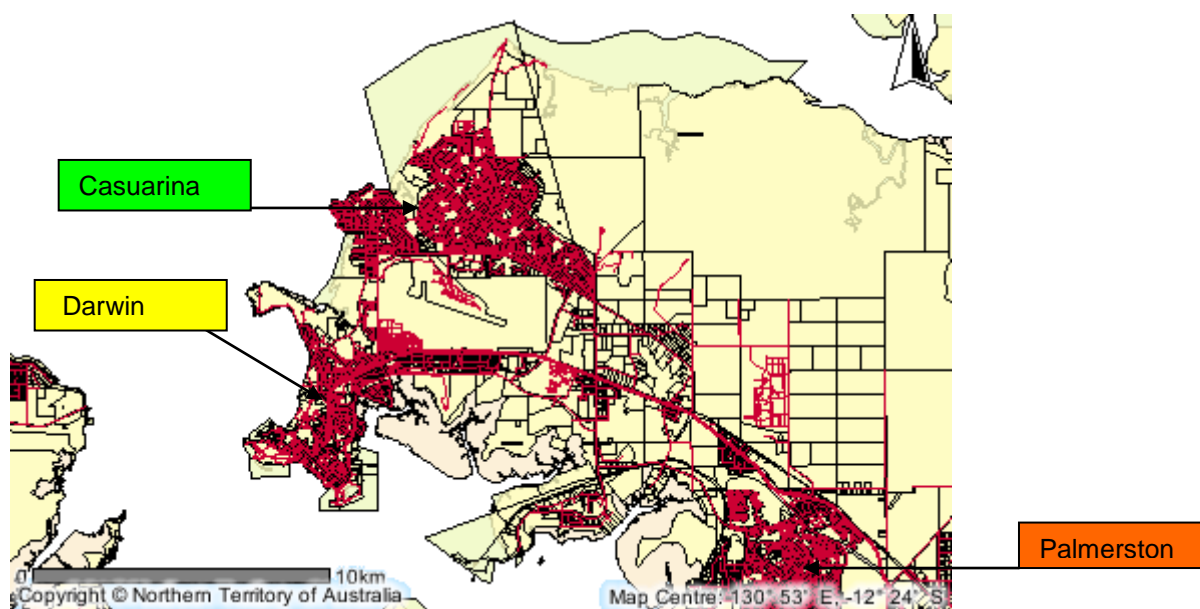 Casuarina
Darwin
Palmerston
0 10km
Copyright © Northern Territory of Australia
Map Centre: 130° 53' E, -12° 24' S